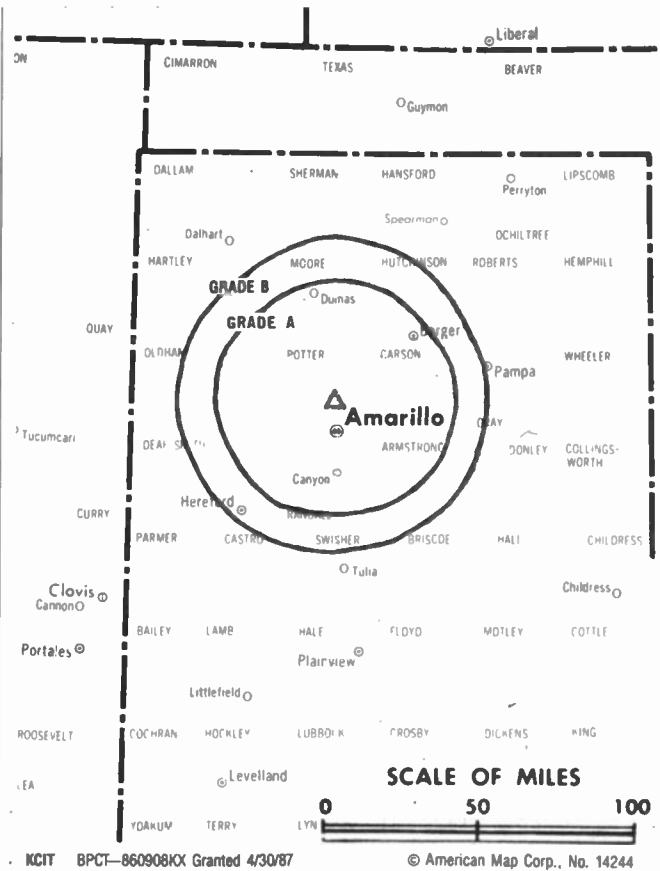 Liberal
CIMARRON TEXAS BEAVER
Guymon
DALLAM SHERMAN HANSFORD LIPSCOMB
Perryton
Spearman
Dalhart OCHILTREE
HARTLEY MOORE HUTCHINSON ROBERTS HEMPHILL
GRADE B
Dumas
GRADE A
QUAY Borger
OLDHAM POTTER CARSON WHEELER
Pampa
Amarillo
Tucumcari DEAF SMITH ARMSTRONG DONLEY COLLINGS-
WORTH
Canyon
Hereford
CURRY RANDALL
PARMER CASTRO SWISHER BRISCOE HALL CHILDRESS
Tulia
Clovis Childress
Cannon
BAILEY LAMB HALE FLOYD MOTLEY COTTLE
Portales
Plainview
Littlefield
ROOSEVELT COCHRAN HOCKLEY LUBBOCK CROSBY DICKENS KING
LEA Levelland SCALE OF MILES
0 50 100
YOAKUM TERRY LYN
KCIT BPCT—860908KX Granted 4/30/87 © American Map Corp., No. 14244